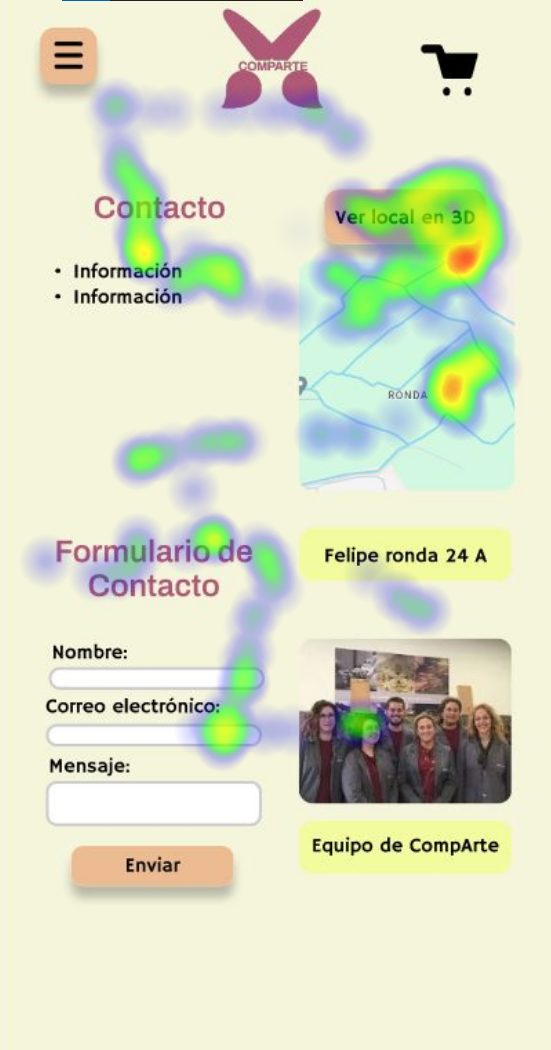 COMPARTE
Contacto
• Información
• Información
Ver local en 3D
RONDA
Formulario de
Contacto
Nombre:
Correo electrónico:
Mensaje:
Enviar
Felipe ronda 24 A
Equipo de CompArte